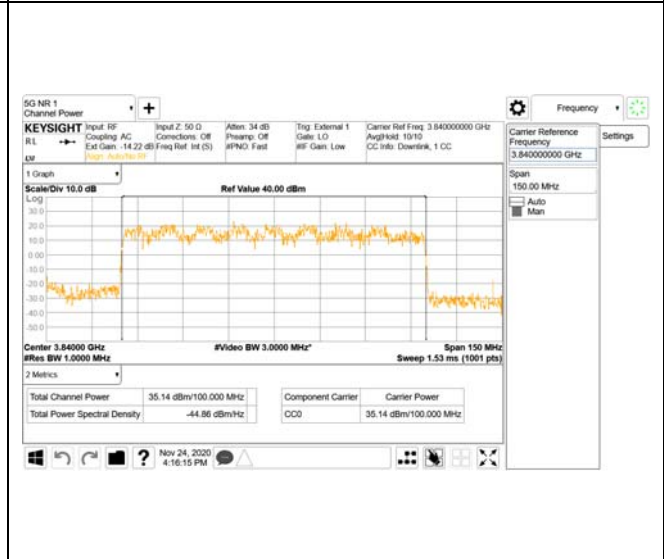 5G NR 1
Channel Power
Frequency
KEYSIGHT
R L
Input: RF
Coupling: AC
Ext Gain: -14.22 dB
Align: Auto/No RF
Input Z: 50 Ω
Corrections: Off
Freq Ref: Int (S)
Atten: 34 dB
Preamp: Off
#PNO: Fast
Trig: External 1
Gate: LO
#IF Gain: Low
Carrier Ref Freq: 3.840000000 GHz
Avg|Hold: 10/10
CC Info: Downlink, 1 CC
Carrier Reference
Frequency
3.840000000 GHz
Settings
Span
150.00 MHz
Auto
Man
1 Graph
Scale/Div 10.0 dB
Ref Value 40.00 dBm
Log
30.0
20.0
10.0
0.00
-10.0
-20.0
-30.0
-40.0
-50.0
Center 3.84000 GHz
#Video BW 3.0000 MHz*
Span 150 MHz
#Res BW 1.0000 MHz
Sweep 1.53 ms (1001 pts)
2 Metrics
Total Channel Power 35.14 dBm/100.000 MHz
Total Power Spectral Density -44.86 dBm/Hz
Component Carrier Carrier Power
CC0 35.14 dBm/100.000 MHz
Nov 24, 2020
4:16:15 PM